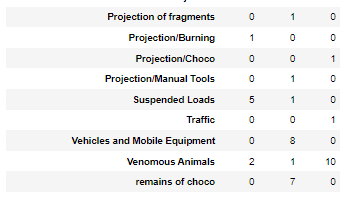 Projection of fragments 0 1 0
Projection/Burning 1 0 0
Projection/Choco 0 0 1
Projection/Manual Tools 0 1 0
Suspended Loads 5 1 0
Traffic 0 0 1
Vehicles and Mobile Equipment 0 8 0
Venomous Animals 2 1 10
remains of choco 0 7 0